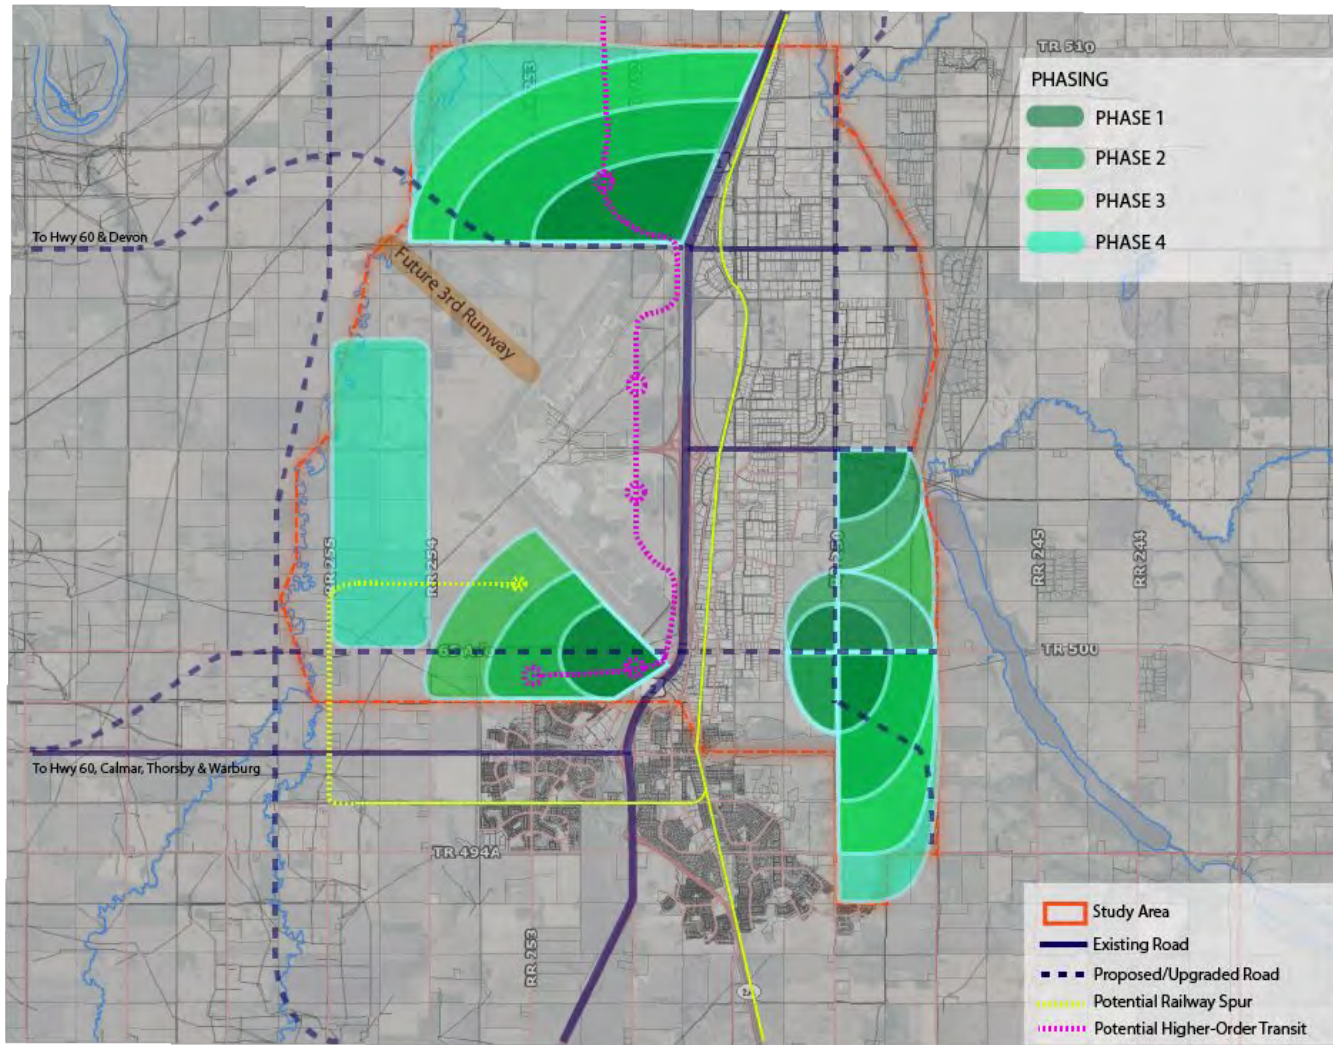 TR 510
PHASING
PHASE 1
PHASE 2
PHASE 3
PHASE 4
To Hwy 60 & Devon
Future 3rd Runway
RR 255
RR 254
RR 245
RR 244
TR 500
To Hwy 60, Calmar, Thorsby & Warburg
TR 494A
RR 253
Study Area
Existing Road
Proposed/Upgraded Road
Potential Railway Spur
Potential Higher-Order Transit